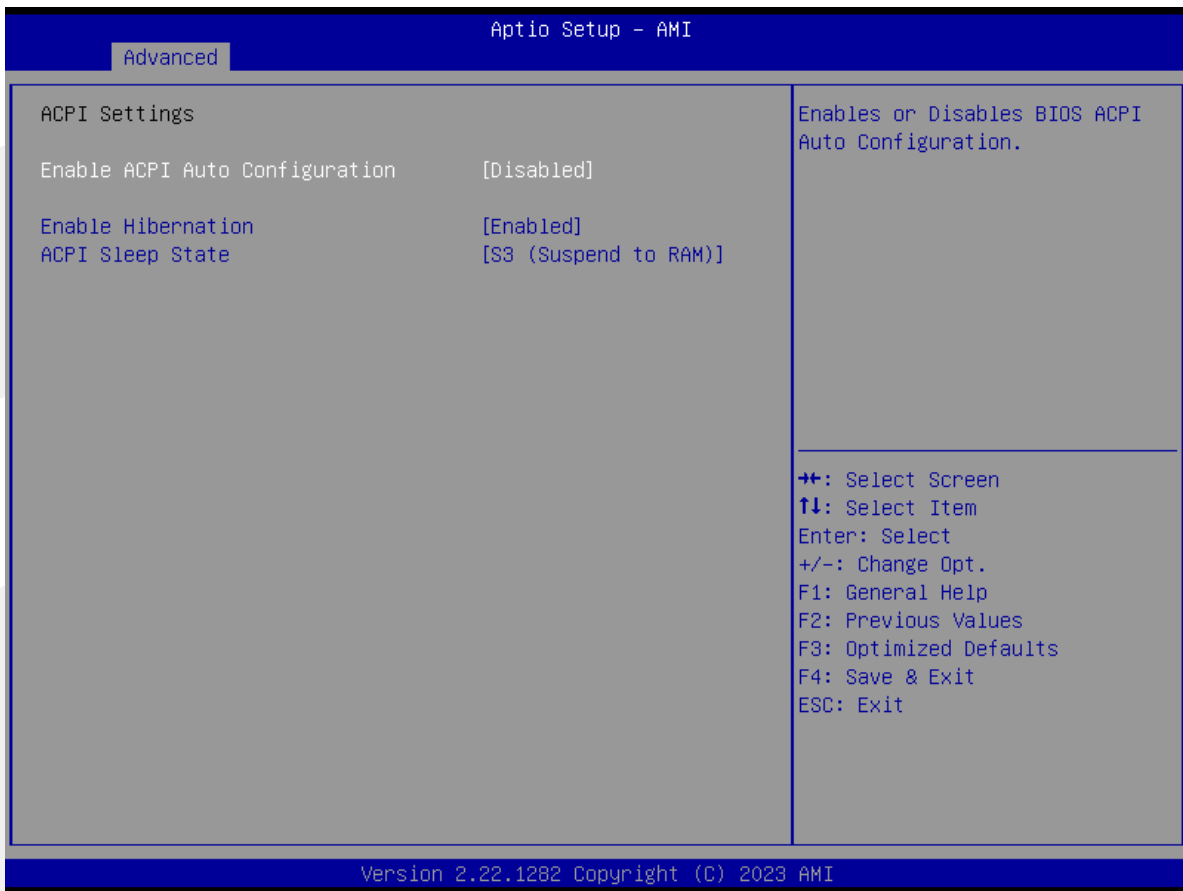 Aptio Setup – AMI
Advanced
ACPI Settings
Enable ACPI Auto Configuration [Disabled]
Enable Hibernation [Enabled]
ACPI Sleep State [S3 (Suspend to RAM)]
Enables or Disables BIOS ACPI
Auto Configuration.
→←: Select Screen
↑↓: Select Item
Enter: Select
+/-: Change Opt.
F1: General Help
F2: Previous Values
F3: Optimized Defaults
F4: Save & Exit
ESC: Exit
Version 2.22.1282 Copyright (C) 2023 AMI